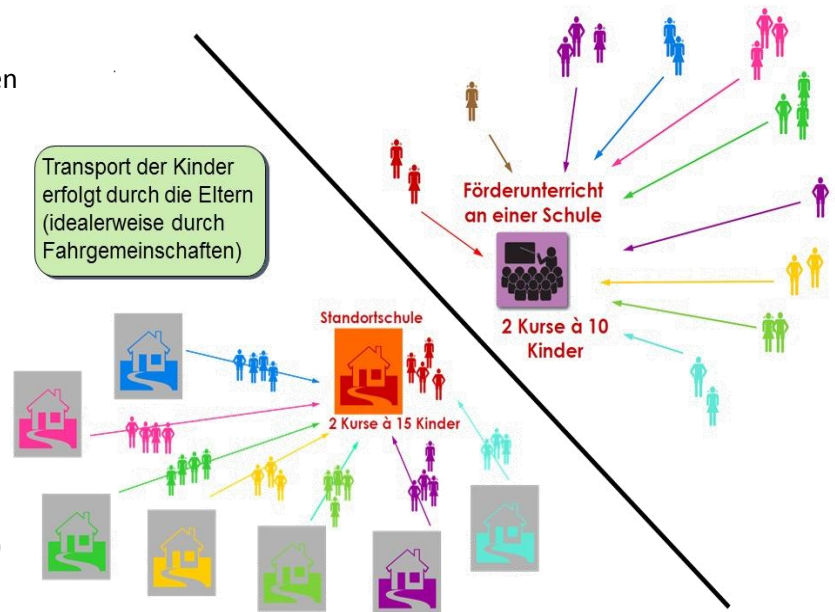 en
Transport der Kinder
erfolgt durch die Eltern
(idealerweise durch
Fahrgemeinschaften)
Förderunterricht
an einer Schule
2 Kurse à 10
Kinder
Standortschule
2 Kurse à 15 Kinder
)